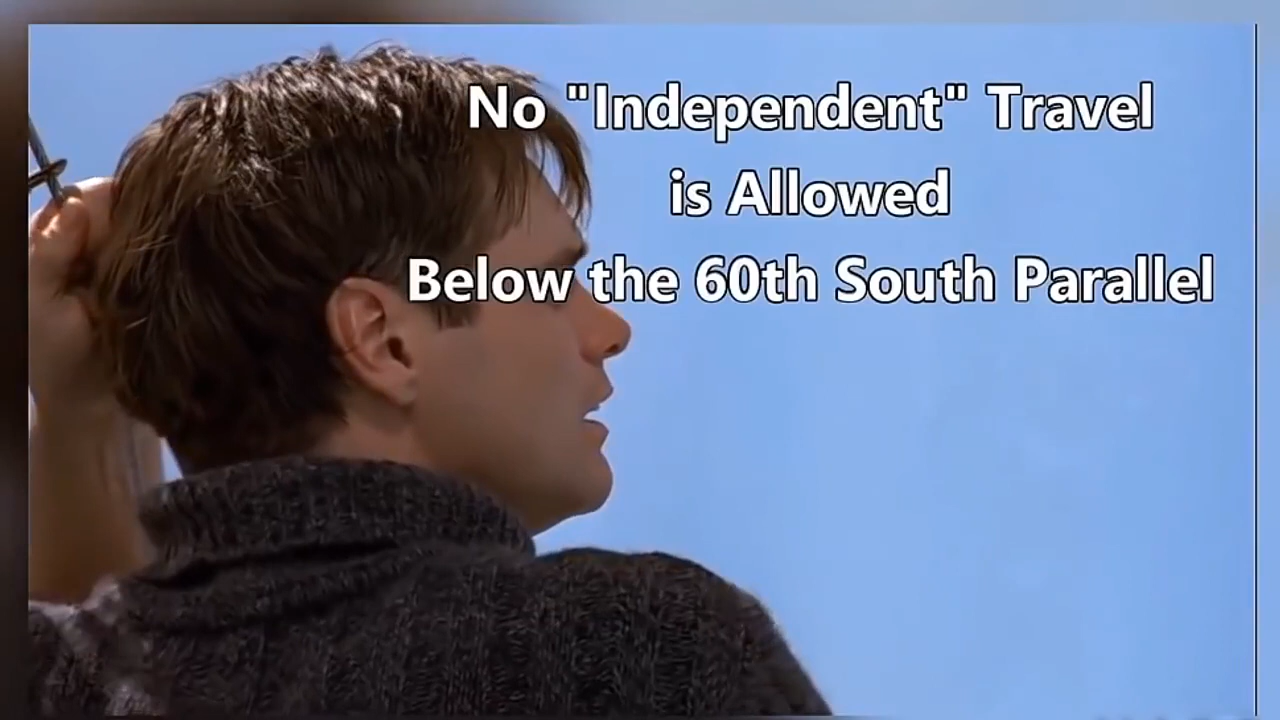 No "Independent" Travel
is Allowed
Below the 60th South Parallel